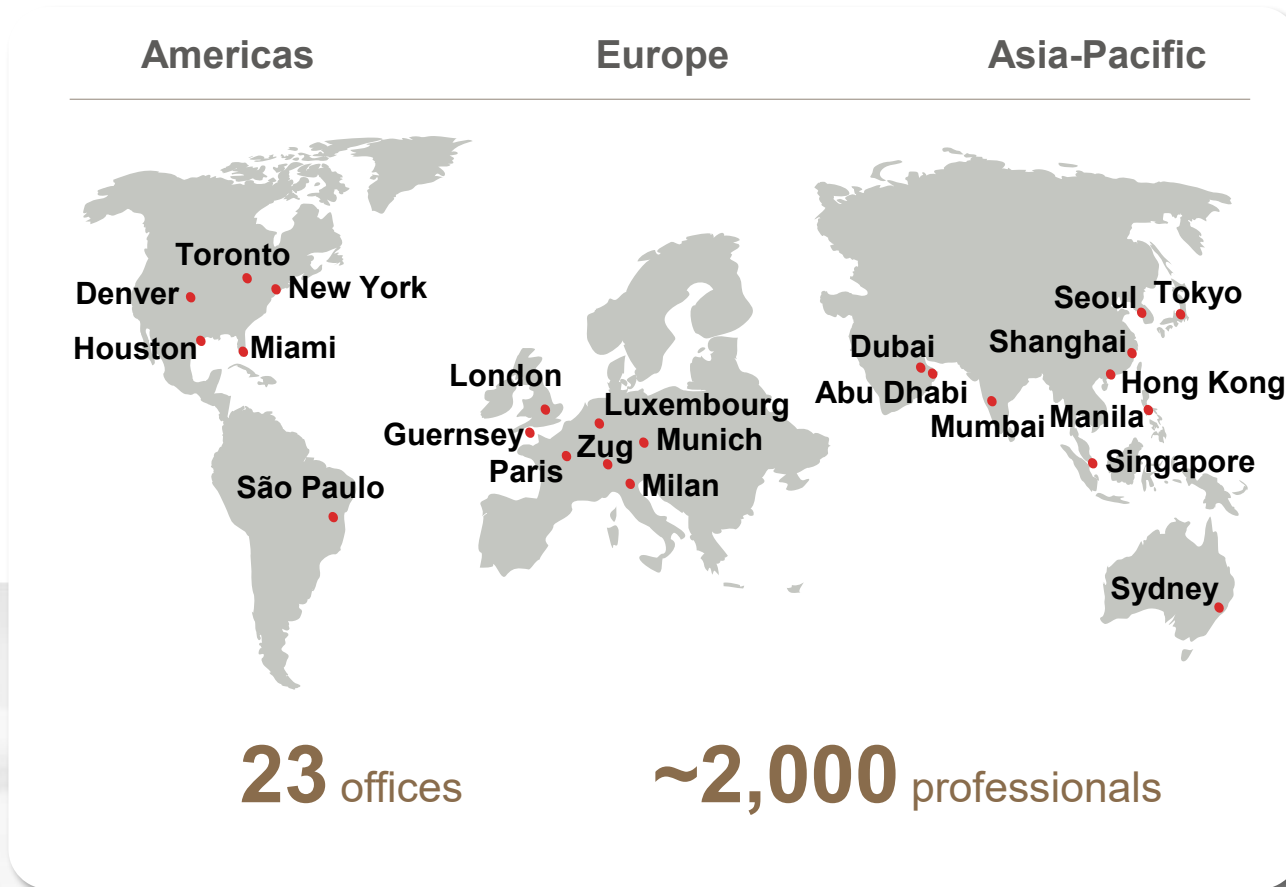 Americas
Europe
Asia-Pacific
Toronto
Denver
New York
Houston
Miami
São Paulo
London
Luxembourg
Guernsey
Zug
Munich
Paris
Milan
Seoul
Tokyo
Dubai
Shanghai
Abu Dhabi
Hong Kong
Mumbai
Manila
Singapore
Sydney
23 offices
~2,000 professionals